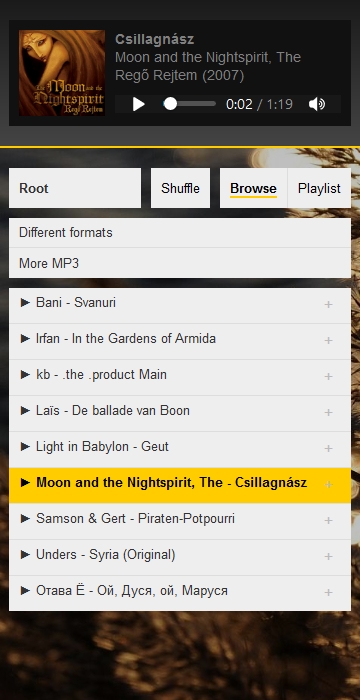 The Moon and the
Nightspirit
Regõ Rejtem
Csillagnász
Moon and the Nightspirit, The
Regõ Rejtem (2007)
0:02 / 1:19
Root
Shuffle
Browse
Playlist
Different formats
More MP3
► Bani - Svanuri +
► Irfan - In the Gardens of Armida +
► kb - .the .product Main +
► Laïs - De ballade van Boon +
► Light in Babylon - Geut +
► Moon and the Nightspirit, The - Csillagnász +
► Samson & Gert - Piraten-Potpourri +
► Unders - Syria (Original) +
► Отава Ё - Ой, Дуся, ой, Маруся +